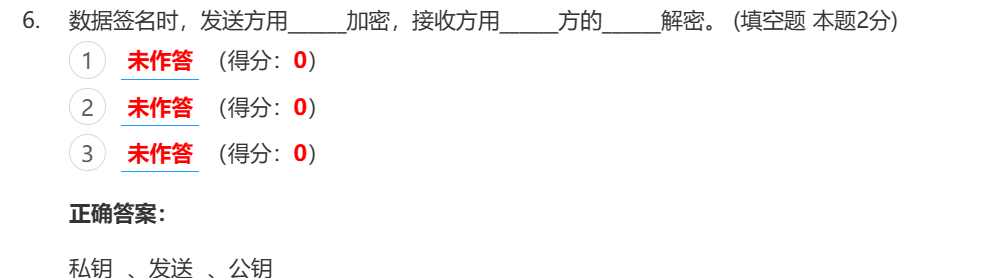 6. 数据签名时，发送方用______加密，接收方用______方的______解密。 (填空题 本题2分)
1 未作答 （得分：0）
2 未作答 （得分：0）
3 未作答 （得分：0）
正确答案：
私钥 、发送 、公钥